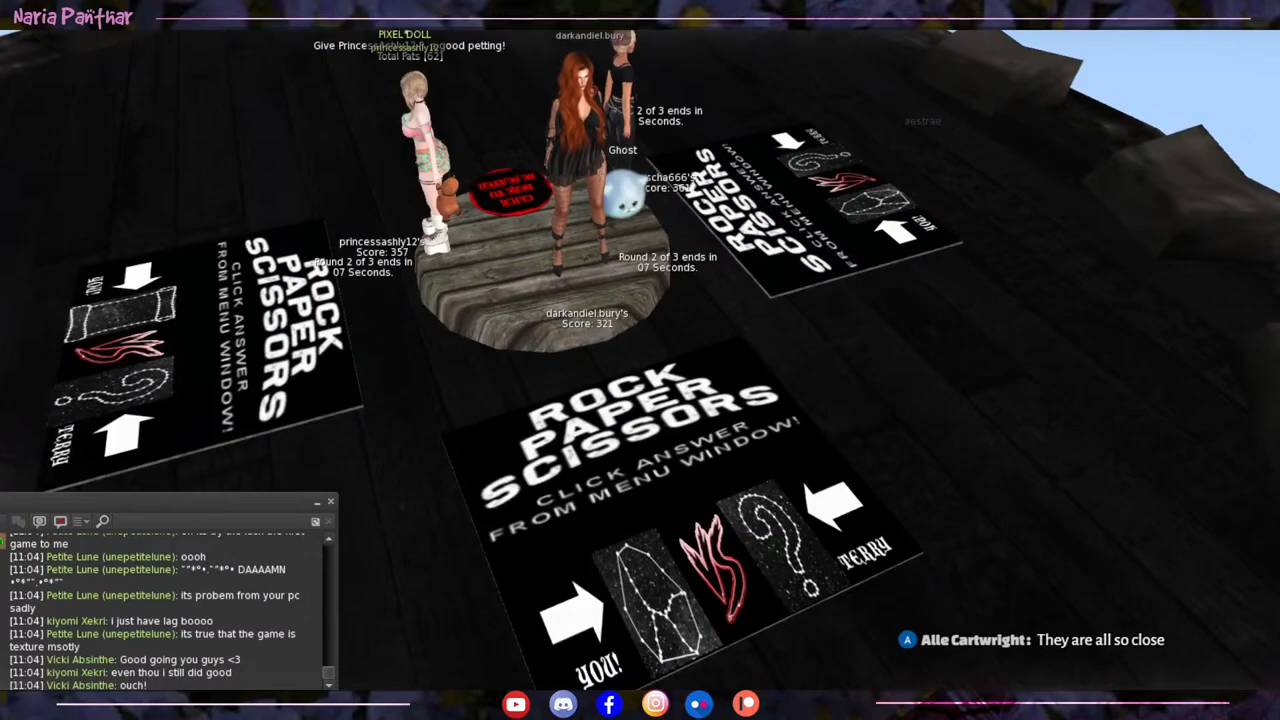 Naria Panthar
PIXEL DOLL
Total Pats [62]
darkandiel.bury
2 of 3 ends in
Seconds.
aestrae
Ghost
princessashly12's
Score: 357
Round 2 of 3 ends in
07 Seconds.
Round 2 of 3 ends in
07 Seconds.
darkandiel.bury's
Score: 321
ROCK
PAPER
SCISSORS
CLICK ANSWER
FROM MENU WINDOW!
YOU!
VS
TERRY
ROCK
PAPER
SCISSORS
CLICK ANSWER
FROM MENU WINDOW!
YOU!
VS
TERRY
ROCK
PAPER
SCISSORS
CLICK ANSWER
FROM MENU WINDOW!
YOU!
VS
TERRY
game to me
[11:04] Petite Lune (unepetitelune): oooh
[11:04] Petite Lune (unepetitelune): ¨˜"*°•.¨˜"*°• DAAAAMN
•°*"˜.•°*"˜
[11:04] Petite Lune (unepetitelune): its probem from your pc
sadly
[11:04] kiyomi Xekri: i just have lag boooo
[11:04] Petite Lune (unepetitelune): its true that the game is
texture msotly
[11:04] Vicki Absinthe: Good going you guys <3
[11:04] kiyomi Xekri: even thou i still did good
[11:04] Vicki Absinthe: ouch!
A Alle Cartwright : They are all so close